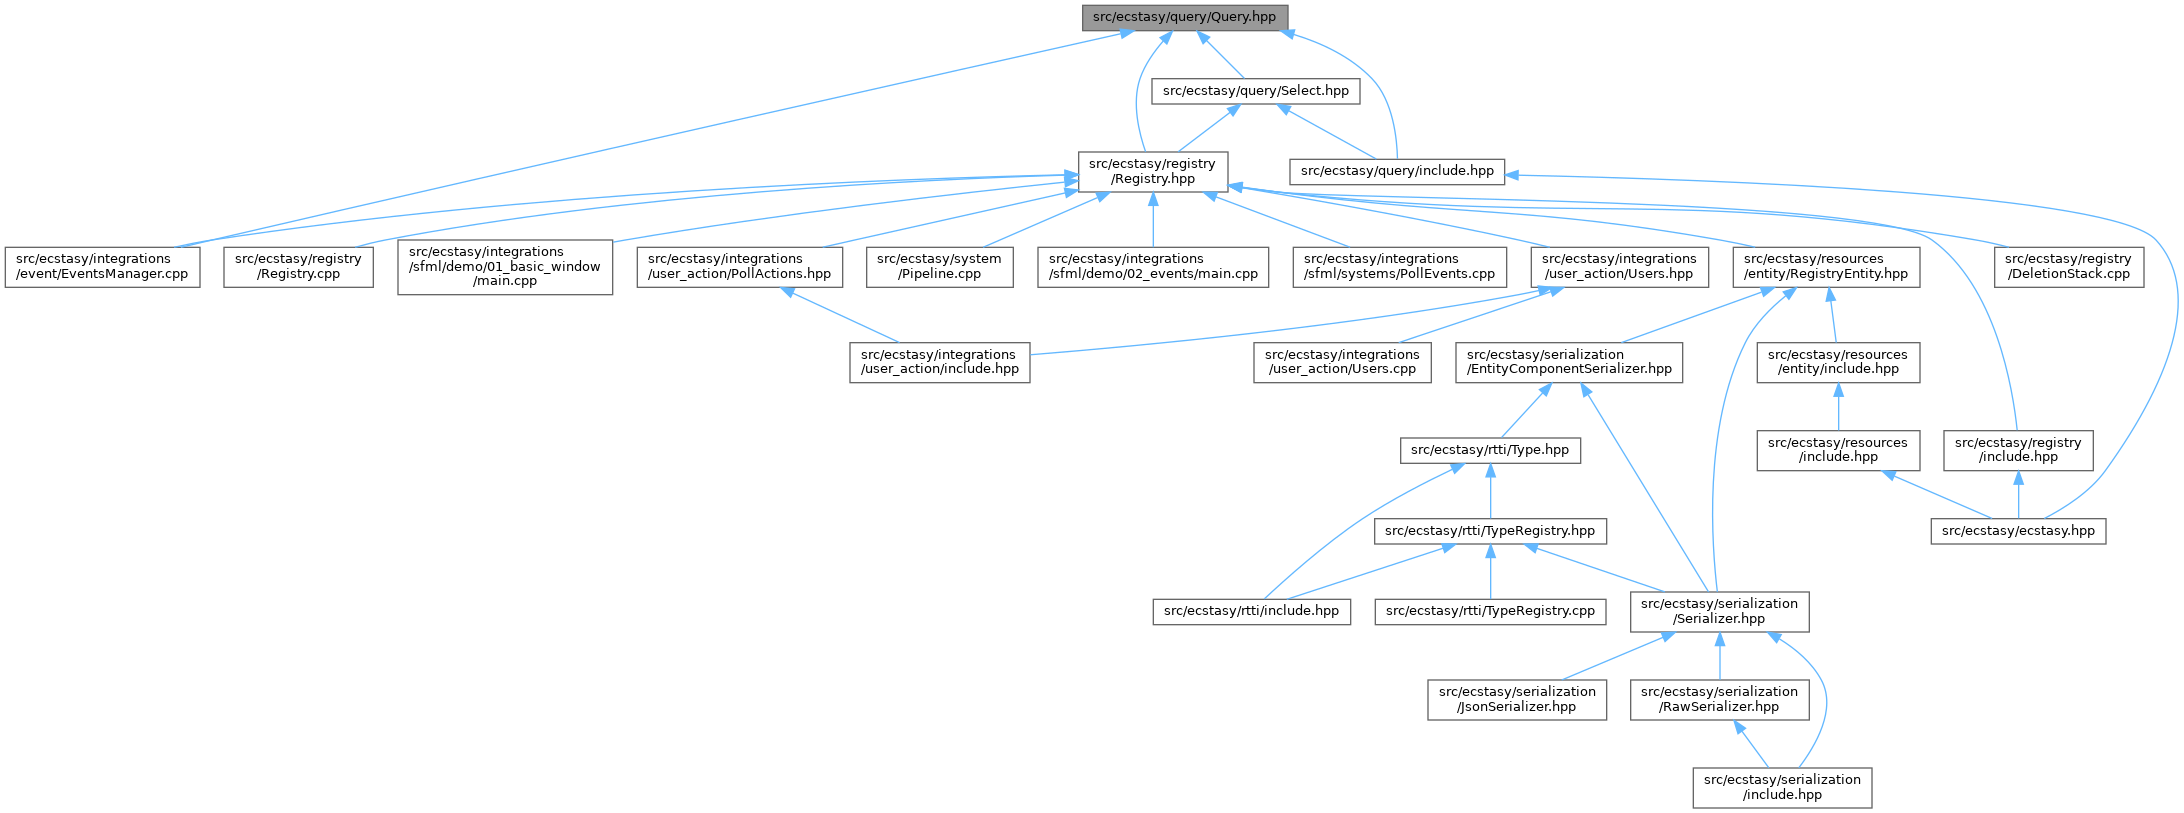 src/ecstasy/query/Query.hpp
src/ecstasy/query/Select.hpp
src/ecstasy/registry
/Registry.hpp
src/ecstasy/query/include.hpp
src/ecstasy/integrations
/event/EventsManager.cpp
src/ecstasy/registry
/Registry.cpp
src/ecstasy/integrations
/sfml/demo/01_basic_window
/main.cpp
src/ecstasy/integrations
/user_action/PollActions.hpp
src/ecstasy/system
/Pipeline.cpp
src/ecstasy/integrations
/sfml/demo/02_events/main.cpp
src/ecstasy/integrations
/sfml/systems/PollEvents.cpp
src/ecstasy/integrations
/user_action/Users.hpp
src/ecstasy/resources
/entity/RegistryEntity.hpp
src/ecstasy/registry
/DeletionStack.cpp
src/ecstasy/integrations
/user_action/include.hpp
src/ecstasy/integrations
/user_action/Users.cpp
src/ecstasy/serialization
/EntityComponentSerializer.hpp
src/ecstasy/resources
/entity/include.hpp
src/ecstasy/rtti/Type.hpp
src/ecstasy/resources
/include.hpp
src/ecstasy/registry
/include.hpp
src/ecstasy/rtti/TypeRegistry.hpp
src/ecstasy/ecstasy.hpp
src/ecstasy/rtti/include.hpp
src/ecstasy/rtti/TypeRegistry.cpp
src/ecstasy/serialization
/Serializer.hpp
src/ecstasy/serialization
/JsonSerializer.hpp
src/ecstasy/serialization
/RawSerializer.hpp
src/ecstasy/serialization
/include.hpp